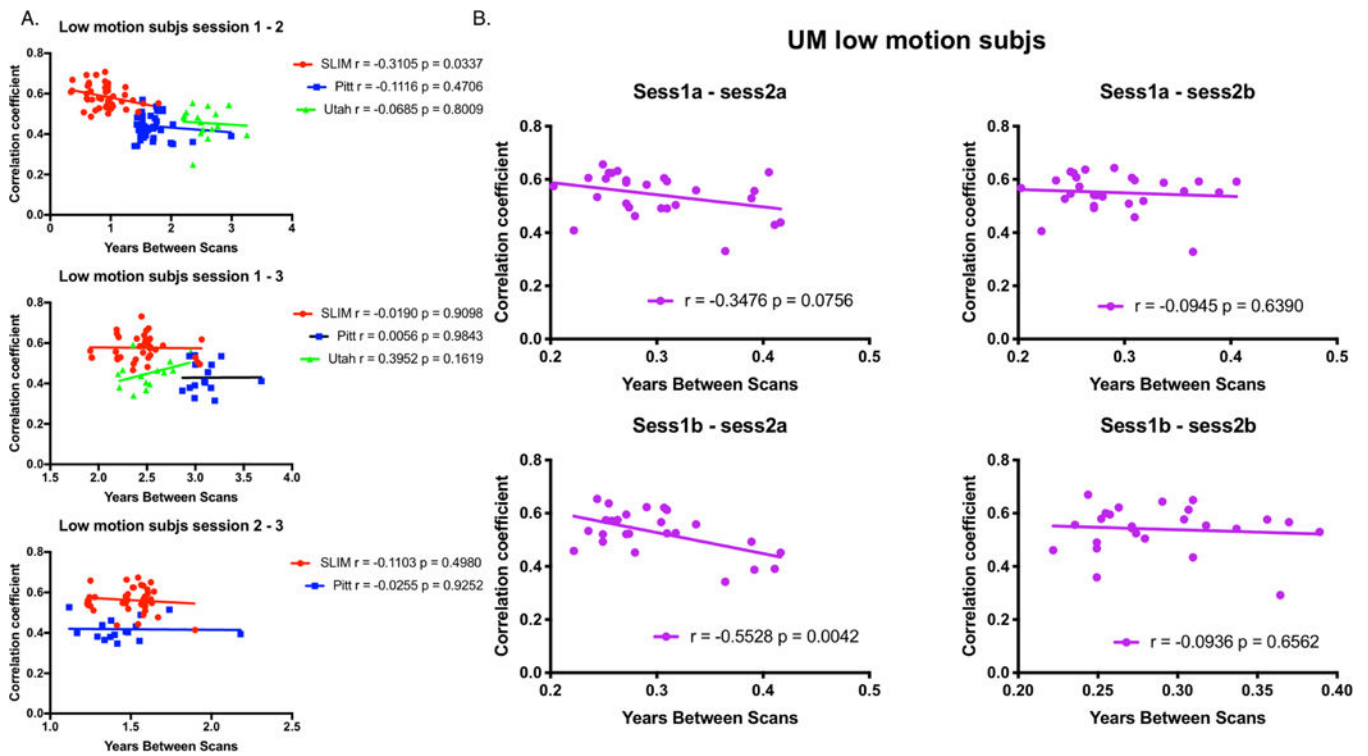 A.
Low motion subjs session 1 - 2
Correlation coefficient
0.8
0.6
0.4
0.2
0.0
0 1 2 3 4
Years Between Scans
SLIM r = -0.3105 p = 0.0337
Pitt r = -0.1116 p = 0.4706
Utah r = -0.0685 p = 0.8009
Low motion subjs session 1 - 3
Correlation coefficient
0.8
0.6
0.4
0.2
0.0
1.5 2.0 2.5 3.0 3.5 4.0
Years Between Scans
SLIM r = -0.0190 p = 0.9098
Pitt r = 0.0056 p = 0.9843
Utah r = 0.3952 p = 0.1619
Low motion subjs session 2 - 3
Correlation coefficient
0.8
0.6
0.4
0.2
0.0
1.0 1.5 2.0 2.5
Years Between Scans
SLIM r = -0.1103 p = 0.4980
Pitt r = -0.0255 p = 0.9252
B.
UM low motion subjs
Sess1a - sess2a
Correlation coefficient
0.8
0.6
0.4
0.2
0.0
0.2 0.3 0.4 0.5
Years Between Scans
r = -0.3476 p = 0.0756
Sess1a - sess2b
Correlation coefficient
0.8
0.6
0.4
0.2
0.0
0.2 0.3 0.4 0.5
Years Between Scans
r = -0.0945 p = 0.6390
Sess1b - sess2a
Correlation coefficient
0.8
0.6
0.4
0.2
0.0
0.2 0.3 0.4 0.5
Years Between Scans
r = -0.5528 p = 0.0042
Sess1b - sess2b
Correlation coefficient
0.8
0.6
0.4
0.2
0.0
0.20 0.25 0.30 0.35 0.40
Years Between Scans
r = -0.0936 p = 0.6562